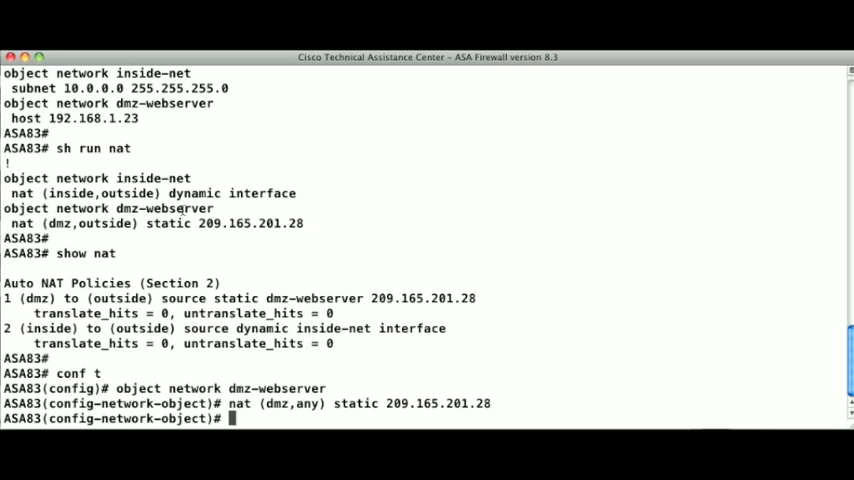 Cisco Technical Assistance Center - ASA Firewall version 8.3
object network inside-net
 subnet 10.0.0.0 255.255.255.0
object network dmz-webserver
 host 192.168.1.23
ASA83#
ASA83# sh run nat
!
object network inside-net
 nat (inside,outside) dynamic interface
object network dmz-webserver
 nat (dmz,outside) static 209.165.201.28
ASA83#
ASA83# show nat
Auto NAT Policies (Section 2)
1 (dmz) to (outside) source static dmz-webserver 209.165.201.28
    translate_hits = 0, untranslate_hits = 0
2 (inside) to (outside) source dynamic inside-net interface
    translate_hits = 0, untranslate_hits = 0
ASA83#
ASA83# conf t
ASA83(config)# object network dmz-webserver
ASA83(config-network-object)# nat (dmz,any) static 209.165.201.28
ASA83(config-network-object)#